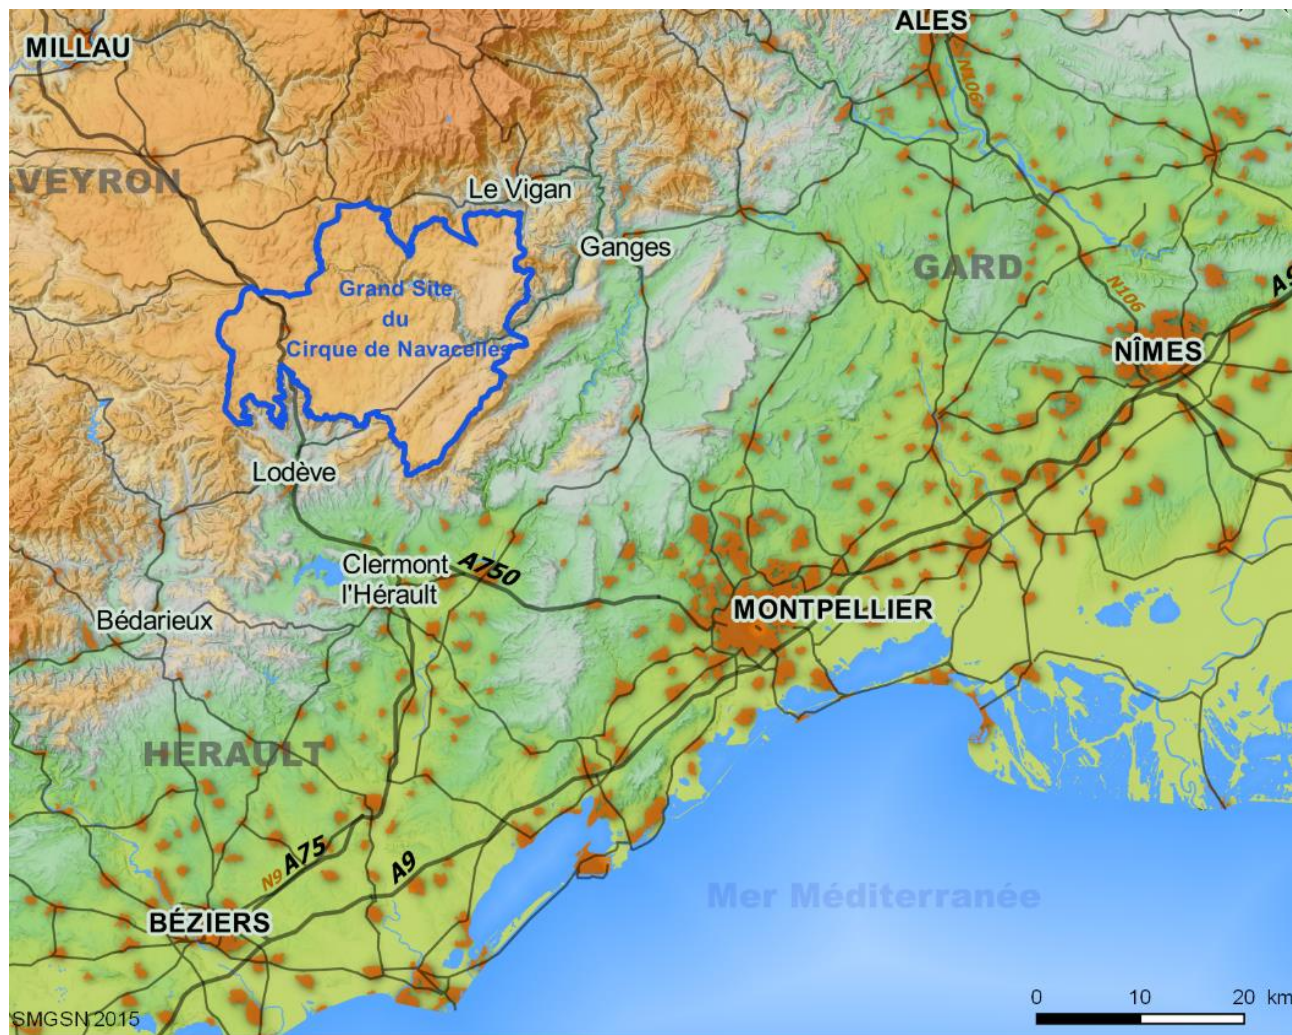 ALES
MILLAU
N106
VEYRON
Le Vigan
Ganges
GARD
Grand Site
du
Cirque de Navacelles
N106
A9
NÎMES
Lodève
Clermont
l'Hérault
A750
Bédarieux
MONTPELLIER
HERAULT
N9
A75
A9
Mer Méditerranée
BÉZIERS
0 10 20 km
SMGSN 2015